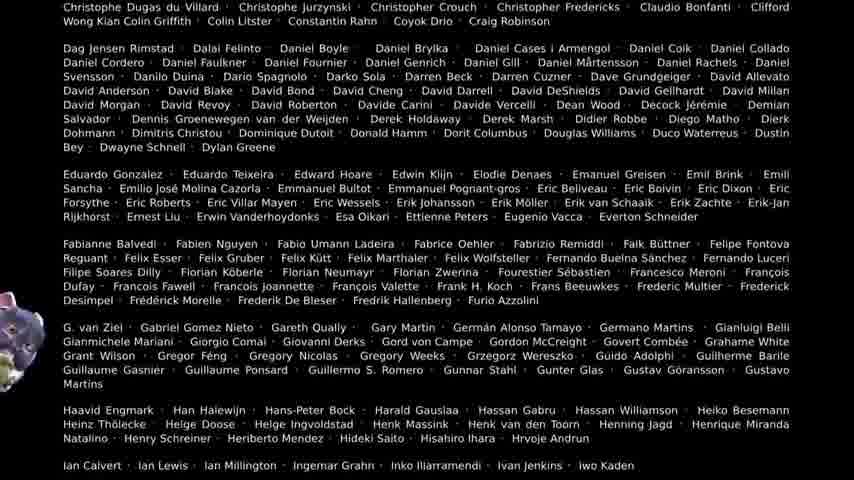 Christophe Dugas du Villard · Christophe Jurzynski · Christopher Crouch · Christopher Fredericks · Claudio Bonfanti · Clifford
Wong Kian Colin Griffith · Colin Litster · Constantin Rahn · Coyok Drio · Craig Robinson
Dag Jensen Rimstad · Dalai Felinto · Daniel Boyle · Daniel Brylka · Daniel Cases i Armengol · Daniel Coik · Daniel Collado
Daniel Cordero · Daniel Faulkner · Daniel Fournier · Daniel Genrich · Daniel Gill · Daniel Mårtensson · Daniel Rachels · Daniel
Svensson · Danilo Duina · Dario Spagnolo · Darko Sola · Darren Beck · Darren Cuzner · Dave Grundgeiger · David Allevato
David Anderson · David Blake · David Bond · David Cheng · David Darrell · David DeShields · David Gellhardt · David Millan
David Morgan · David Revoy · David Roberton · Davide Carini · Davide Vercelli · Dean Wood · Decock Jérémie · Demian
Salvador · Dennis Groenewegen van der Weijden · Derek Holdaway · Derek Marsh · Didier Robbe · Diego Matho · Dierk
Dohmann · Dimitris Christou · Dominique Dutoit · Donald Hamm · Dorit Columbus · Douglas Williams · Duco Waterreus · Dustin
Bey · Dwayne Schnell · Dylan Greene
Eduardo Gonzalez · Eduardo Teixeira · Edward Hoare · Edwin Klijn · Elodie Denaes · Emanuel Greisen · Emil Brink · Emili
Sancha · Emilio José Molina Cazorla · Emmanuel Bultot · Emmanuel Pognant-gros · Eric Beliveau · Eric Boivin · Eric Dixon · Eric
Forsythe · Eric Roberts · Eric Villar Mayen · Eric Wessels · Erik Johansson · Erik Möller · Erik van Schaaik · Erik Zachte · Erik-Jan
Rijkhorst · Ernest Liu · Erwin Vanderhoydonks · Esa Oikari · Ettienne Peters · Eugenio Vacca · Everton Schneider
Fabianne Balvedi · Fabien Nguyen · Fabio Umann Ladeira · Fabrice Oehler · Fabrizio Remiddi · Falk Büttner · Felipe Fontova
Reguant · Felix Esser · Felix Gruber · Felix Kütt · Felix Marthaler · Felix Wolfsteller · Fernando Buelna Sánchez · Fernando Luceri
Filipe Soares Dilly · Florian Köberle · Florian Neumayr · Florian Zwerina · Fourestier Sébastien · Francesco Meroni · François
Dufay · Francois Fawell · Francois Joannette · François Valette · Frank H. Koch · Frans Beeuwkes · Frederic Multier · Frederick
Desimpel · Frédérick Morelle · Frederik De Bleser · Fredrik Hallenberg · Furio Azzolini
G. van Ziel · Gabriel Gomez Nieto · Gareth Qually · Gary Martin · Germán Alonso Tamayo · Germano Martins · Gianluigi Belli
Gianmichele Mariani · Giorgio Comai · Giovanni Derks · Gord von Campe · Gordon McCreight · Govert Combée · Grahame White
Grant Wilson · Gregor Féng · Gregory Nicolas · Gregory Weeks · Grzegorz Wereszko · Guido Adolphi · Guilherme Barile
Guillaume Gasnier · Guillaume Ponsard · Guillermo S. Romero · Gunnar Stahl · Gunter Glas · Gustav Göransson · Gustavo
Martins
Haavid Engmark · Han Halewijn · Hans-Peter Bock · Harald Gauslaa · Hassan Gabru · Hassan Williamson · Heiko Besemann
Heinz Thölecke · Helge Doose · Helge Ingvoldstad · Henk Massink · Henk van den Toorn · Henning Jagd · Henrique Miranda
Natalino · Henry Schreiner · Heriberto Mendez · Hideki Saito · Hisahiro Ihara · Hrvoje Andrun
Ian Calvert · Ian Lewis · Ian Millington · Ingemar Grahn · Inko Illarramendi · Ivan Jenkins · Iwo Kaden